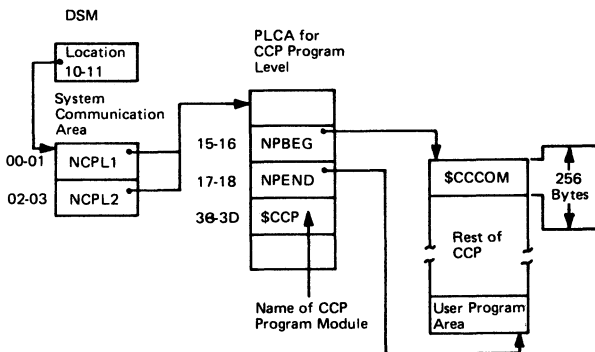 DSM
Location
10-11
System
Communication
Area
00-01 NCPL1
02-03 NCPL2
PLCA for
CCP Program
Level
15-16 NPBEG
17-18 NPEND
38-3D $CCP
Name of CCP
Program Module
$CCCOM
256
Bytes
Rest of
CCP
User Program
Area